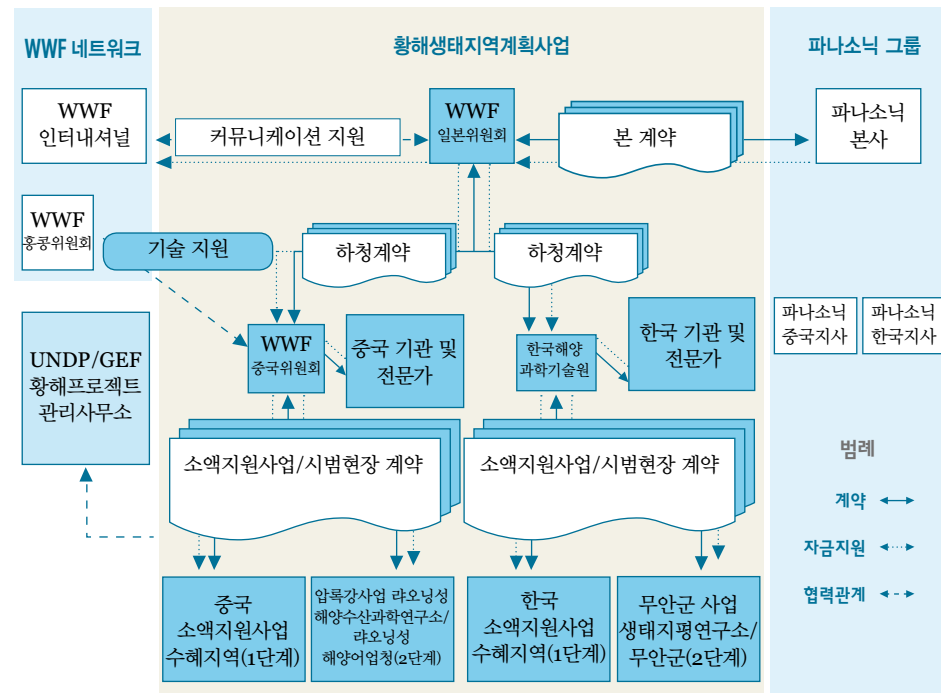 WWF 네트워크
황해생태지역계획사업
파나소닉 그룹
WWF
인터내셔널
커뮤니케이션 지원
WWF
일본위원회
본 계약
파나소닉
본사
WWF
홍콩위원회
기술 지원
하청계약
하청계약
UNDP/GEF
황해프로젝트
관리사무소
WWF
중국위원회
중국 기관 및
전문가
한국해양
과학기술원
한국 기관 및
전문가
파나소닉
중국지사
파나소닉
한국지사
소액지원사업/시범현장 계약
소액지원사업/시범현장 계약
범례
계약
자금지원
협력관계
중국
소액지원사업
수혜지역(1단계)
압록강사업 랴오닝성
해양수산과학연구소/
랴오닝성
해양어업청(2단계)
한국
소액지원사업
수혜지역(1단계)
무안군 사업
생태지평연구소/
무안군(2단계)